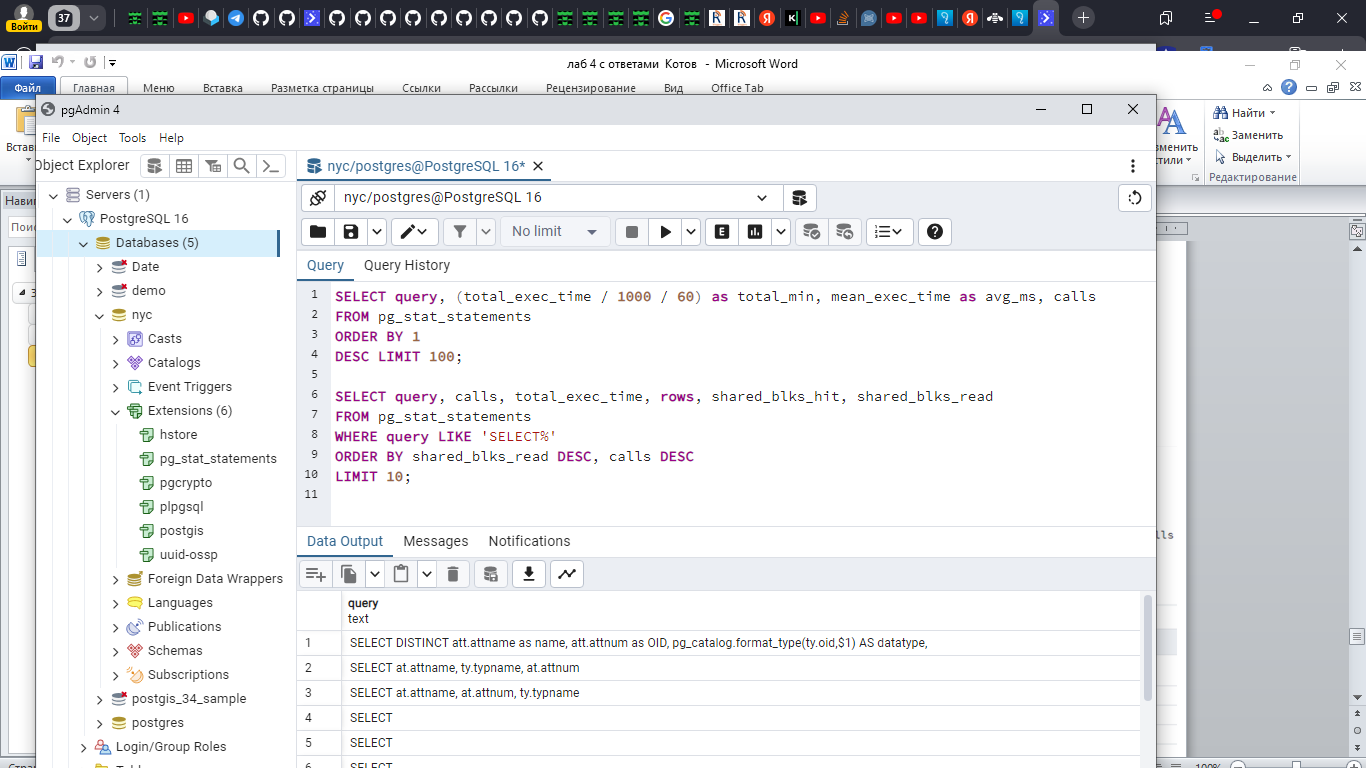 Войти
37
лаб 4 с ответами Котов - Microsoft Word
Файл
Главная
Меню
Вставка
Разметка страницы
Ссылки
Рассылки
Рецензирование
Вид
Office Tab
Найти
Заменить
Выделить
Редактирование
pgAdmin 4
File Object Tools Help
Object Explorer
nyc/postgres@PostgreSQL 16*
nyc/postgres@PostgreSQL 16
No limit
E
Query Query History
Servers (1)
PostgreSQL 16
Databases (5)
Date
demo
nyc
Casts
Catalogs
Event Triggers
Extensions (6)
hstore
pg_stat_statements
pgcrypto
plpgsql
postgis
uuid-ossp
Foreign Data Wrappers
Languages
Publications
Schemas
Subscriptions
postgis_34_sample
postgres
Login/Group Roles
1 SELECT query, (total_exec_time / 1000 / 60) as total_min, mean_exec_time as avg_ms, calls
2 FROM pg_stat_statements
3 ORDER BY 1
4 DESC LIMIT 100;
5
6 SELECT query, calls, total_exec_time, rows, shared_blks_hit, shared_blks_read
7 FROM pg_stat_statements
8 WHERE query LIKE 'SELECT%'
9 ORDER BY shared_blks_read DESC, calls DESC
10 LIMIT 10;
11
Data Output Messages Notifications
query
text
1 SELECT DISTINCT att.attname as name, att.attnum as OID, pg_catalog.format_type(ty.oid,$1) AS datatype,
2 SELECT at.attname, ty.typname, at.attnum
3 SELECT at.attname, at.attnum, ty.typname
4 SELECT
5 SELECT
6 SELECT
100%